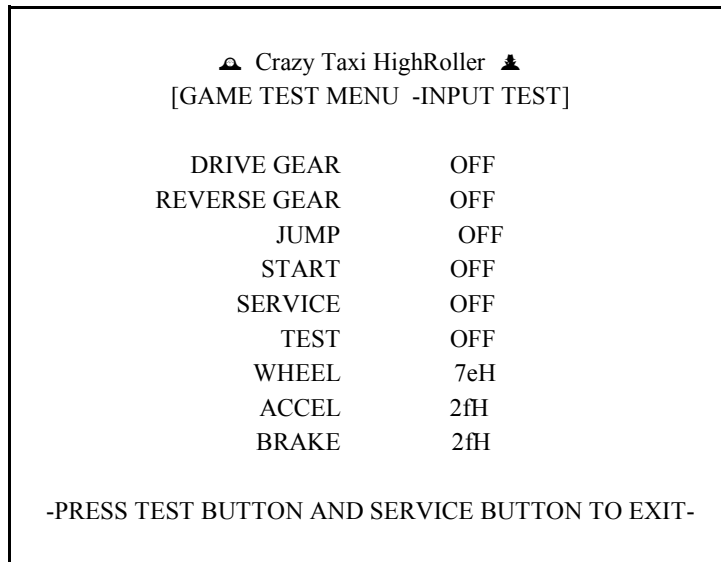 Crazy Taxi HighRoller
[GAME TEST MENU -INPUT TEST]
DRIVE GEAR OFF
REVERSE GEAR OFF
JUMP OFF
START OFF
SERVICE OFF
TEST OFF
WHEEL 7eH
ACCEL 2fH
BRAKE 2fH
-PRESS TEST BUTTON AND SERVICE BUTTON TO EXIT-